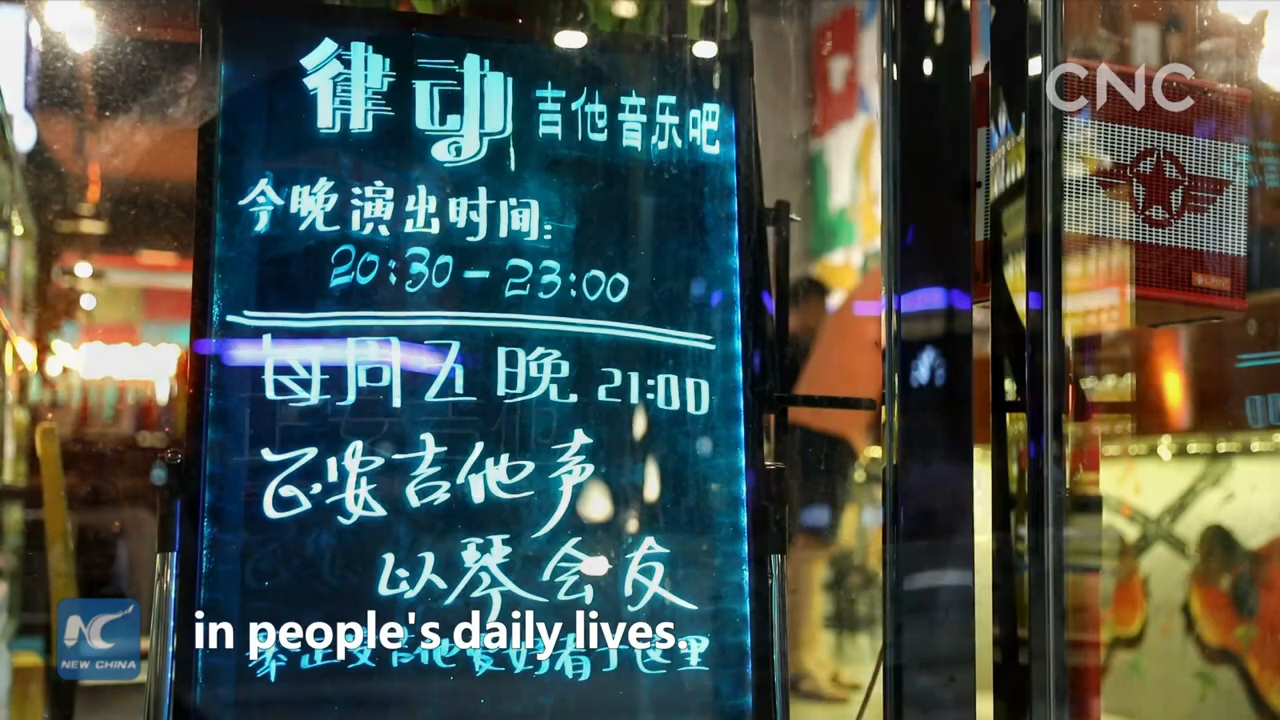 CNC
律动 吉他音乐吧
今晚演出时间:
20:30-23:00
每周五晚 21:00
正安吉他声
以琴会友
in people's daily lives.
NC
NEW CHINA